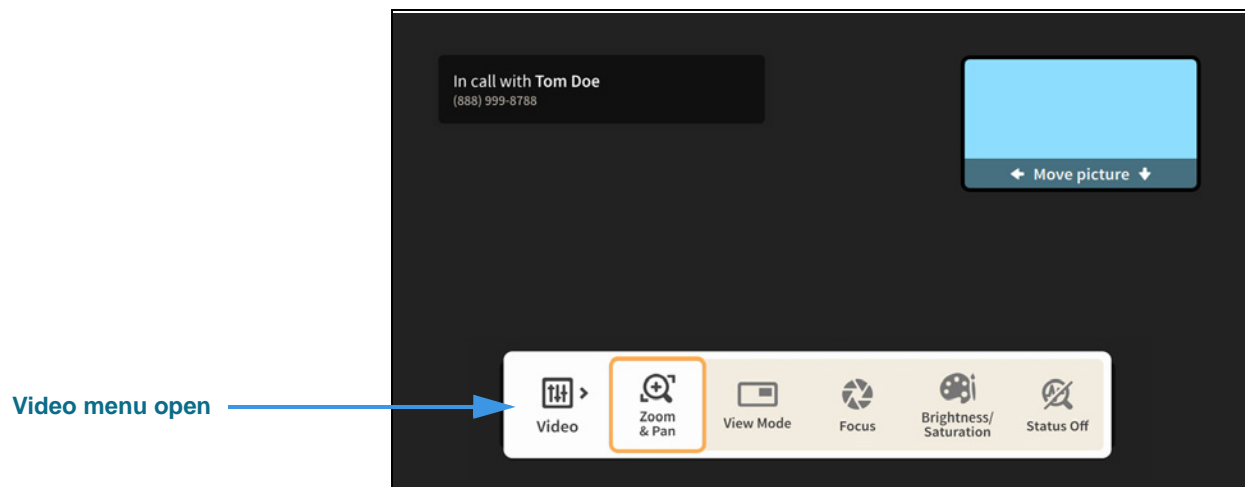 In call with Tom Doe
(888) 999-8788
Move picture
Video menu open
Video
Zoom
& Pan
View Mode
Focus
Brightness/
Saturation
Status Off